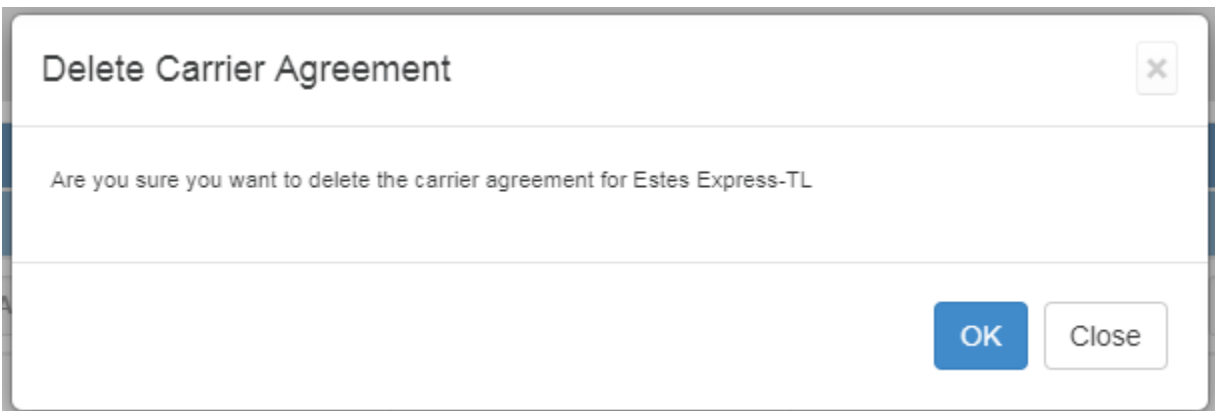 Delete Carrier Agreement
×
Are you sure you want to delete the carrier agreement for Estes Express-TL
OK Close